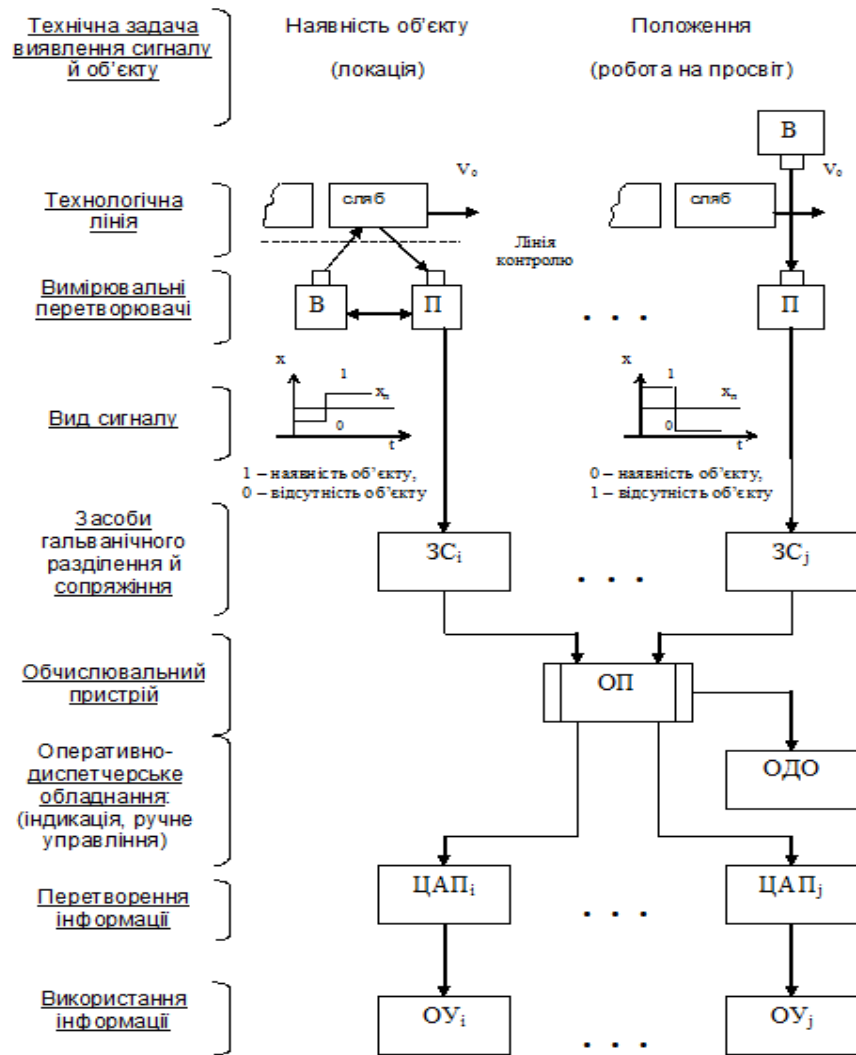 Технічна задача
виявлення сигналу
й об'єкту
Наявність об'єкту
(локація)
Положення
(робота на просвіт)
В
Технологічна
лінія
сляб
V₀
сляб
V₀
Лінія
контролю
Вимірювальні
перетворювачі
В
П
. . .
П
Вид сигналу
x
1
xₙ
0
t
x
1
xₙ
0
t
1 – наявність об'єкту,
0 – відсутність об'єкту
0 – наявність об'єкту,
1 – відсутність об'єкту
Засоби
гальванічного
разділення й
сопряжіння
ЗСᵢ
. . .
ЗСⱼ
Обчислювальний
пристрій
ОП
Оперативно-
диспетчерське
обладнання:
(індикація, ручне
управління)
ОДО
Перетворення
інформації
ЦАПᵢ
. . .
ЦАПⱼ
Використання
інформації
ОУᵢ
. . .
ОУⱼ